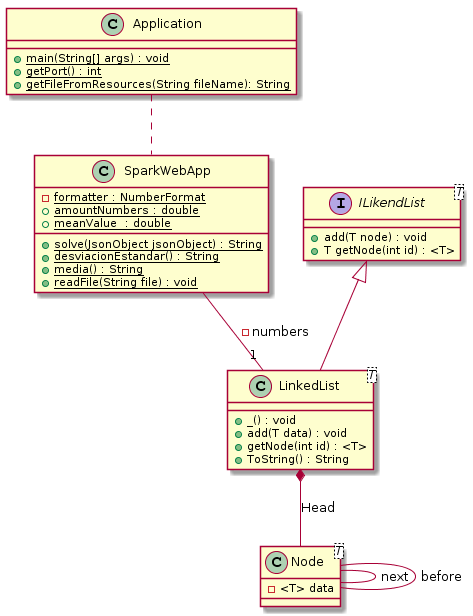 C Application
main(String[] args) : void
getPort() : int
getFileFromResources(String fileName): String
C SparkWebApp
formatter : NumberFormat
amountNumbers : double
meanValue : double
solve(JsonObject jsonObject) : String
desviacionEstandar() : String
media() : String
readFile(String file) : void
I ILikendList T
add(T node) : void
T getNode(int id) : <T>
numbers
1
C LinkedList T
_() : void
add(T data) : void
getNode(int id) : <T>
ToString() : String
Head
C Node T
<T> data
next
before